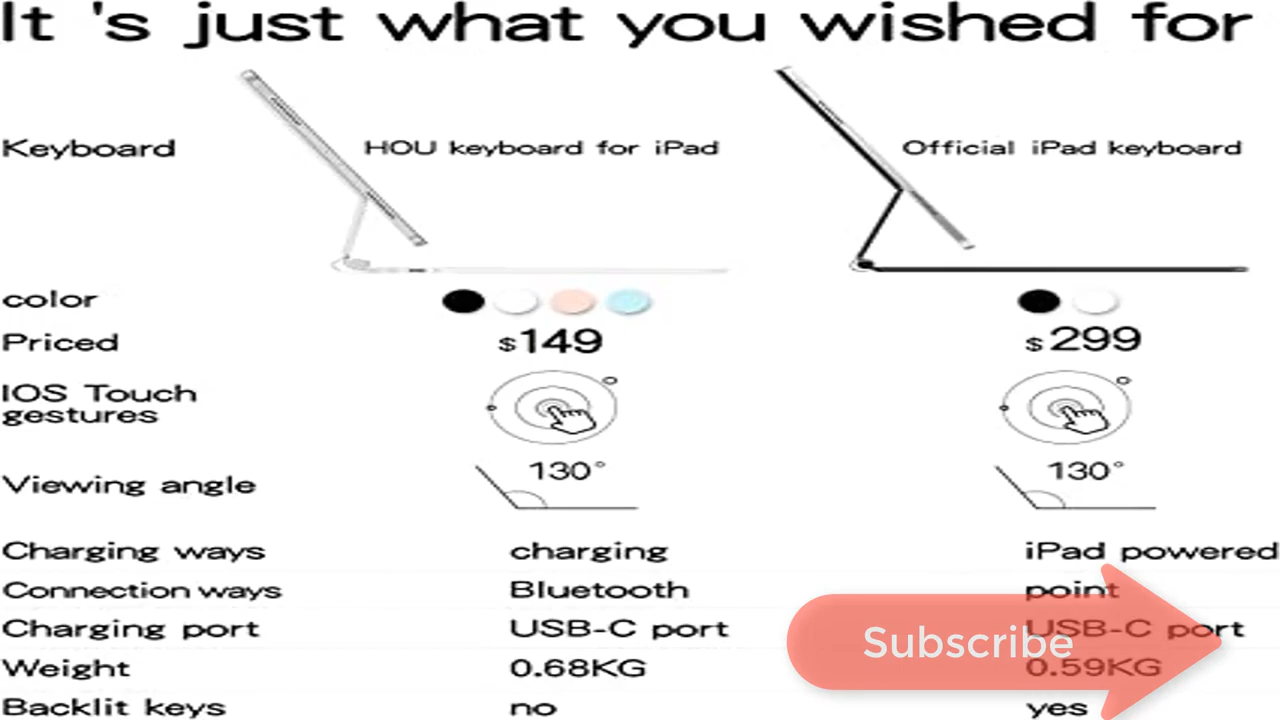 It 's just what you wished for
Keyboard HOU keyboard for iPad Official iPad keyboard
color
Priced $149 $299
IOS Touch
gestures
Viewing angle 130° 130°
Charging ways charging iPad powered
Connection ways Bluetooth point
Charging port USB-C port USB-C port
Subscribe
Weight 0.68KG 0.59KG
Backlit keys no yes